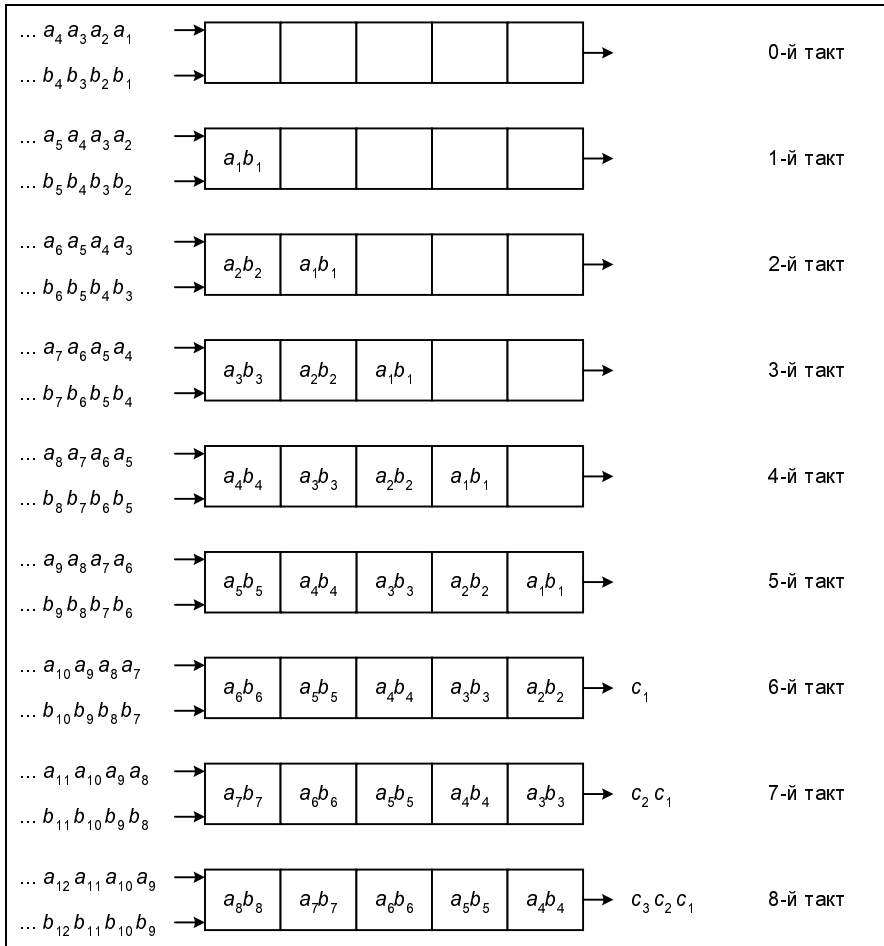 ... a₄ a₃ a₂ a₁
... b₄ b₃ b₂ b₁
0-й такт
... a₅ a₄ a₃ a₂
... b₅ b₄ b₃ b₂
a₁b₁
1-й такт
... a₆ a₅ a₄ a₃
... b₆ b₅ b₄ b₃
a₂b₂ a₁b₁
2-й такт
... a₇ a₆ a₅ a₄
... b₇ b₆ b₅ b₄
a₃b₃ a₂b₂ a₁b₁
3-й такт
... a₈ a₇ a₆ a₅
... b₈ b₇ b₆ b₅
a₄b₄ a₃b₃ a₂b₂ a₁b₁
4-й такт
... a₉ a₈ a₇ a₆
... b₉ b₈ b₇ b₆
a₅b₅ a₄b₄ a₃b₃ a₂b₂ a₁b₁
5-й такт
... a₁₀ a₉ a₈ a₇
... b₁₀ b₉ b₈ b₇
a₆b₆ a₅b₅ a₄b₄ a₃b₃ a₂b₂
c₁
6-й такт
... a₁₁ a₁₀ a₉ a₈
... b₁₁ b₁₀ b₉ b₈
a₇b₇ a₆b₆ a₅b₅ a₄b₄ a₃b₃
c₂ c₁
7-й такт
... a₁₂ a₁₁ a₁₀ a₉
... b₁₂ b₁₁ b₁₀ b₉
a₈b₈ a₇b₇ a₆b₆ a₅b₅ a₄b₄
c₃ c₂ c₁
8-й такт